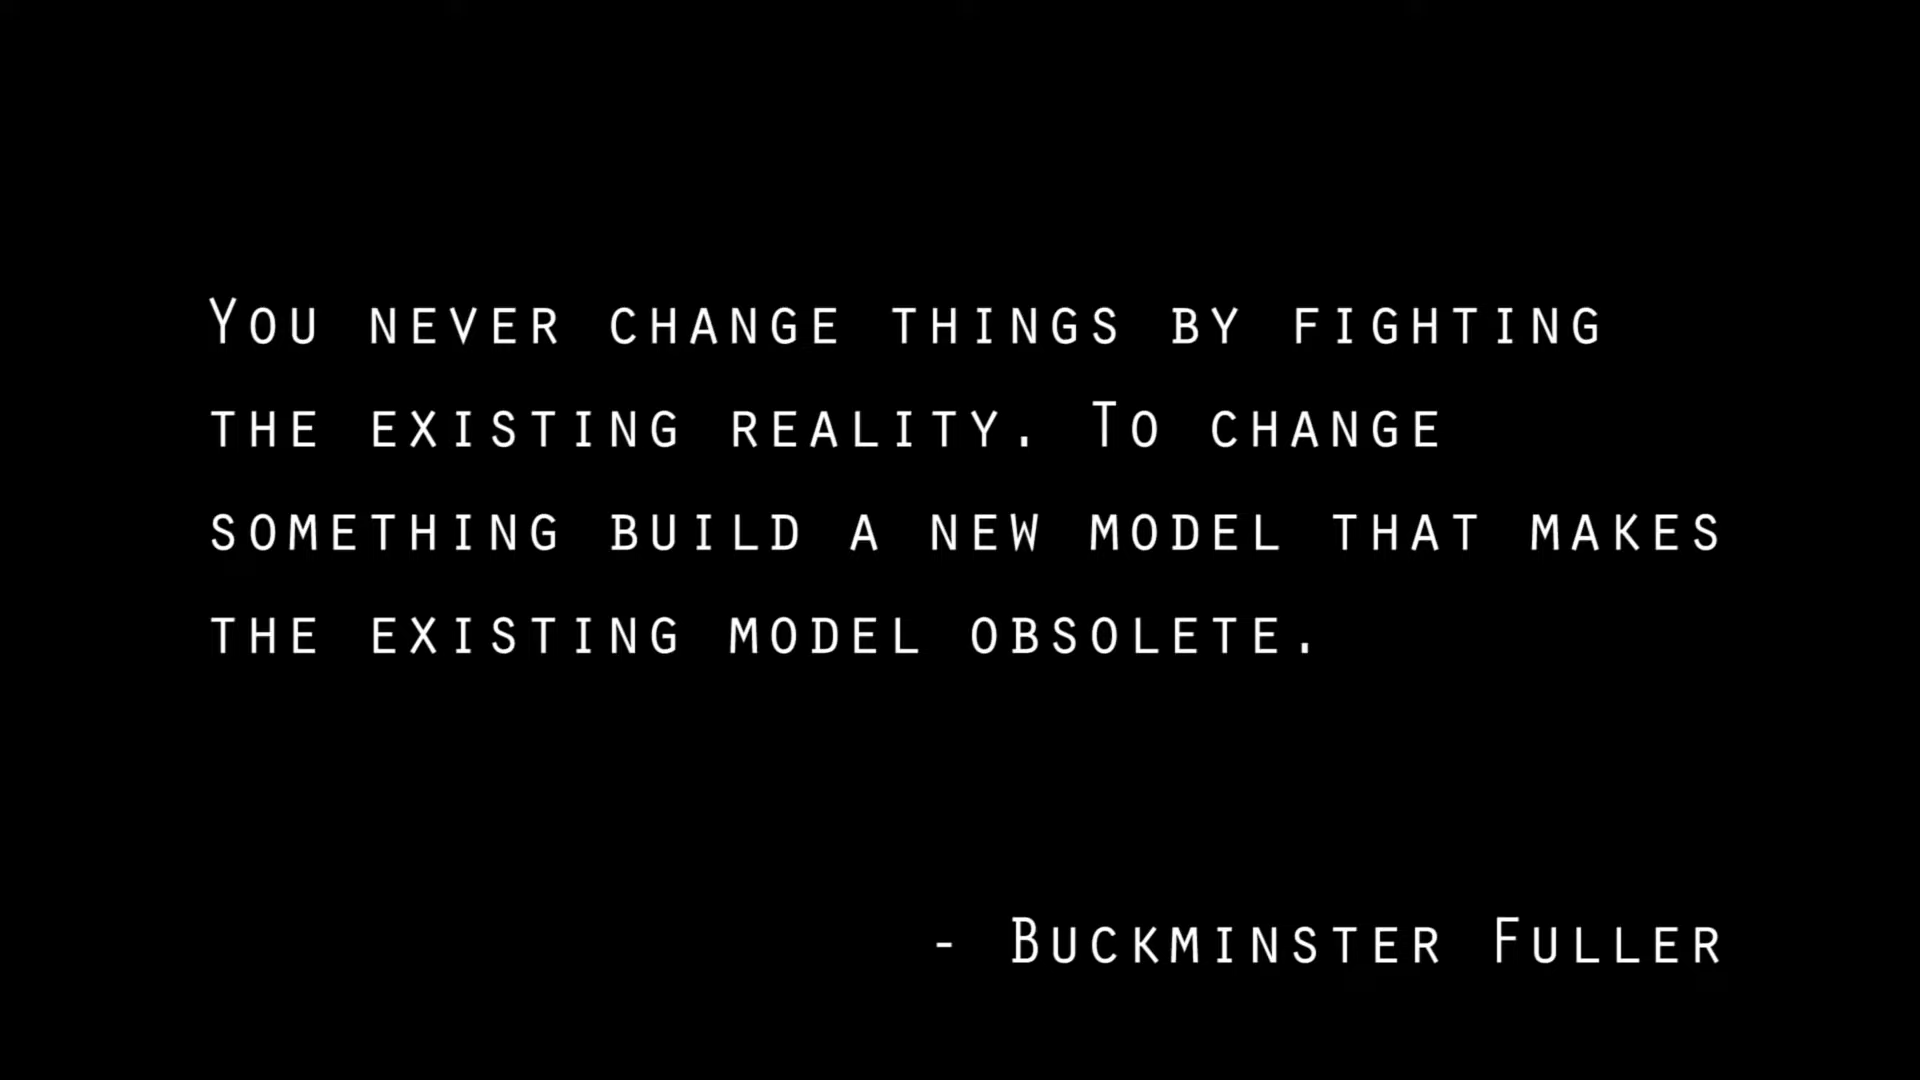 You never change things by fighting
the existing reality. To change
something build a new model that makes
the existing model obsolete.
- Buckminster Fuller